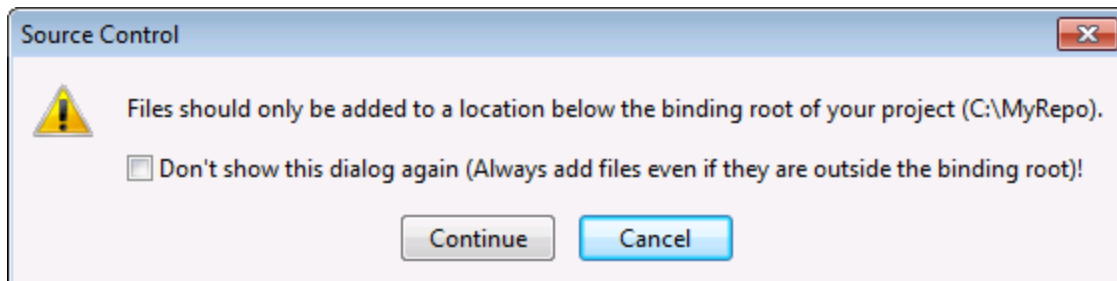 Source Control
Files should only be added to a location below the binding root of your project (C:\MyRepo).
Don't show this dialog again (Always add files even if they are outside the binding root)!
Continue
Cancel